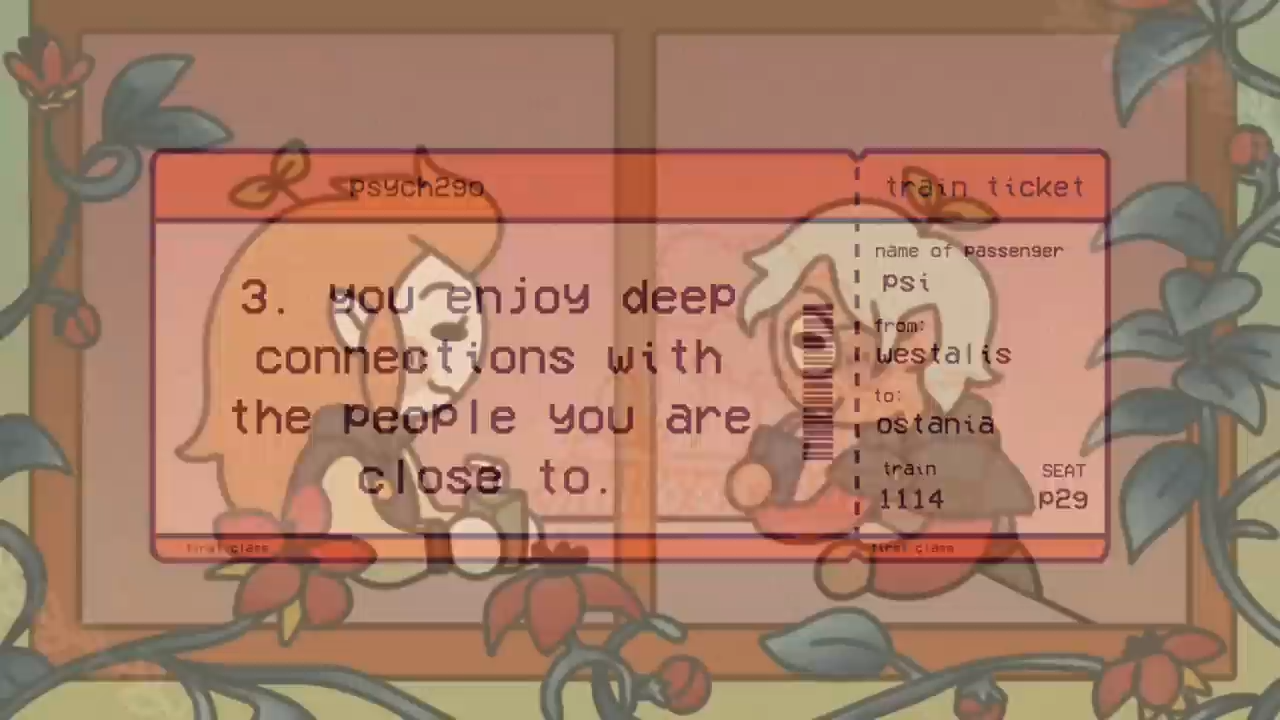 psych2go
train ticket
3. you enjoy deep
connections with
the people you are
close to.
name of passenger
psi
from:
westalis
to:
ostania
train
1114
SEAT
p29
first class
first class